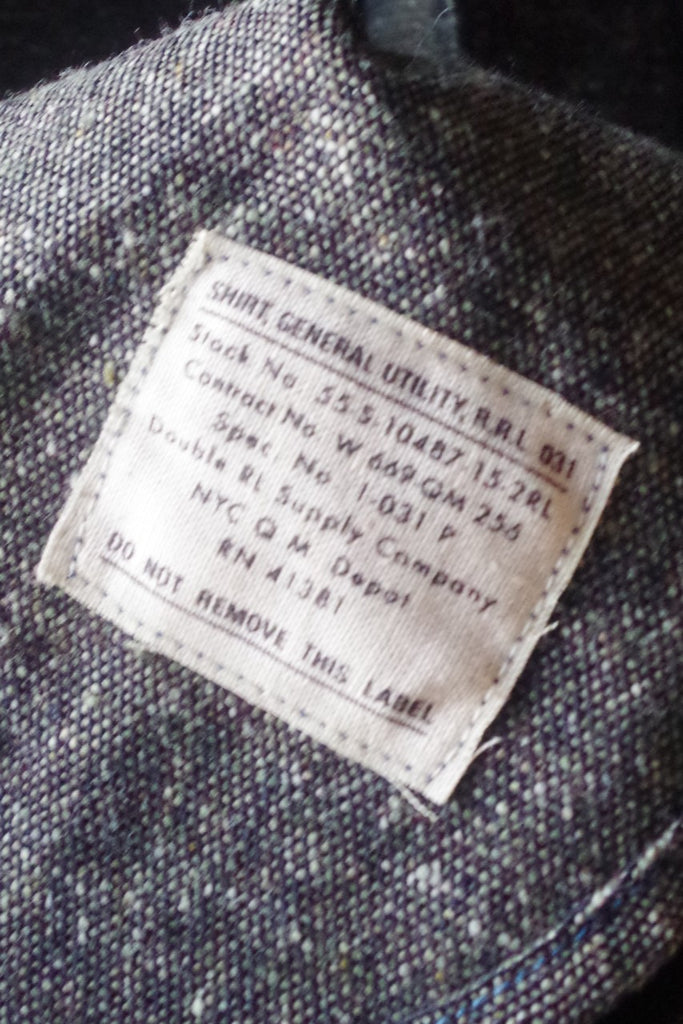 SHIRT, GENERAL UTILITY, R.R.L. 031
Stock No. 55.S-10487-15-2RL
Contract No. W 669 QM 256
Spec. No. 1-031 P
Double RL Supply Company
NYC Q.M. Depot
RN 41381
DO NOT REMOVE THIS LABEL